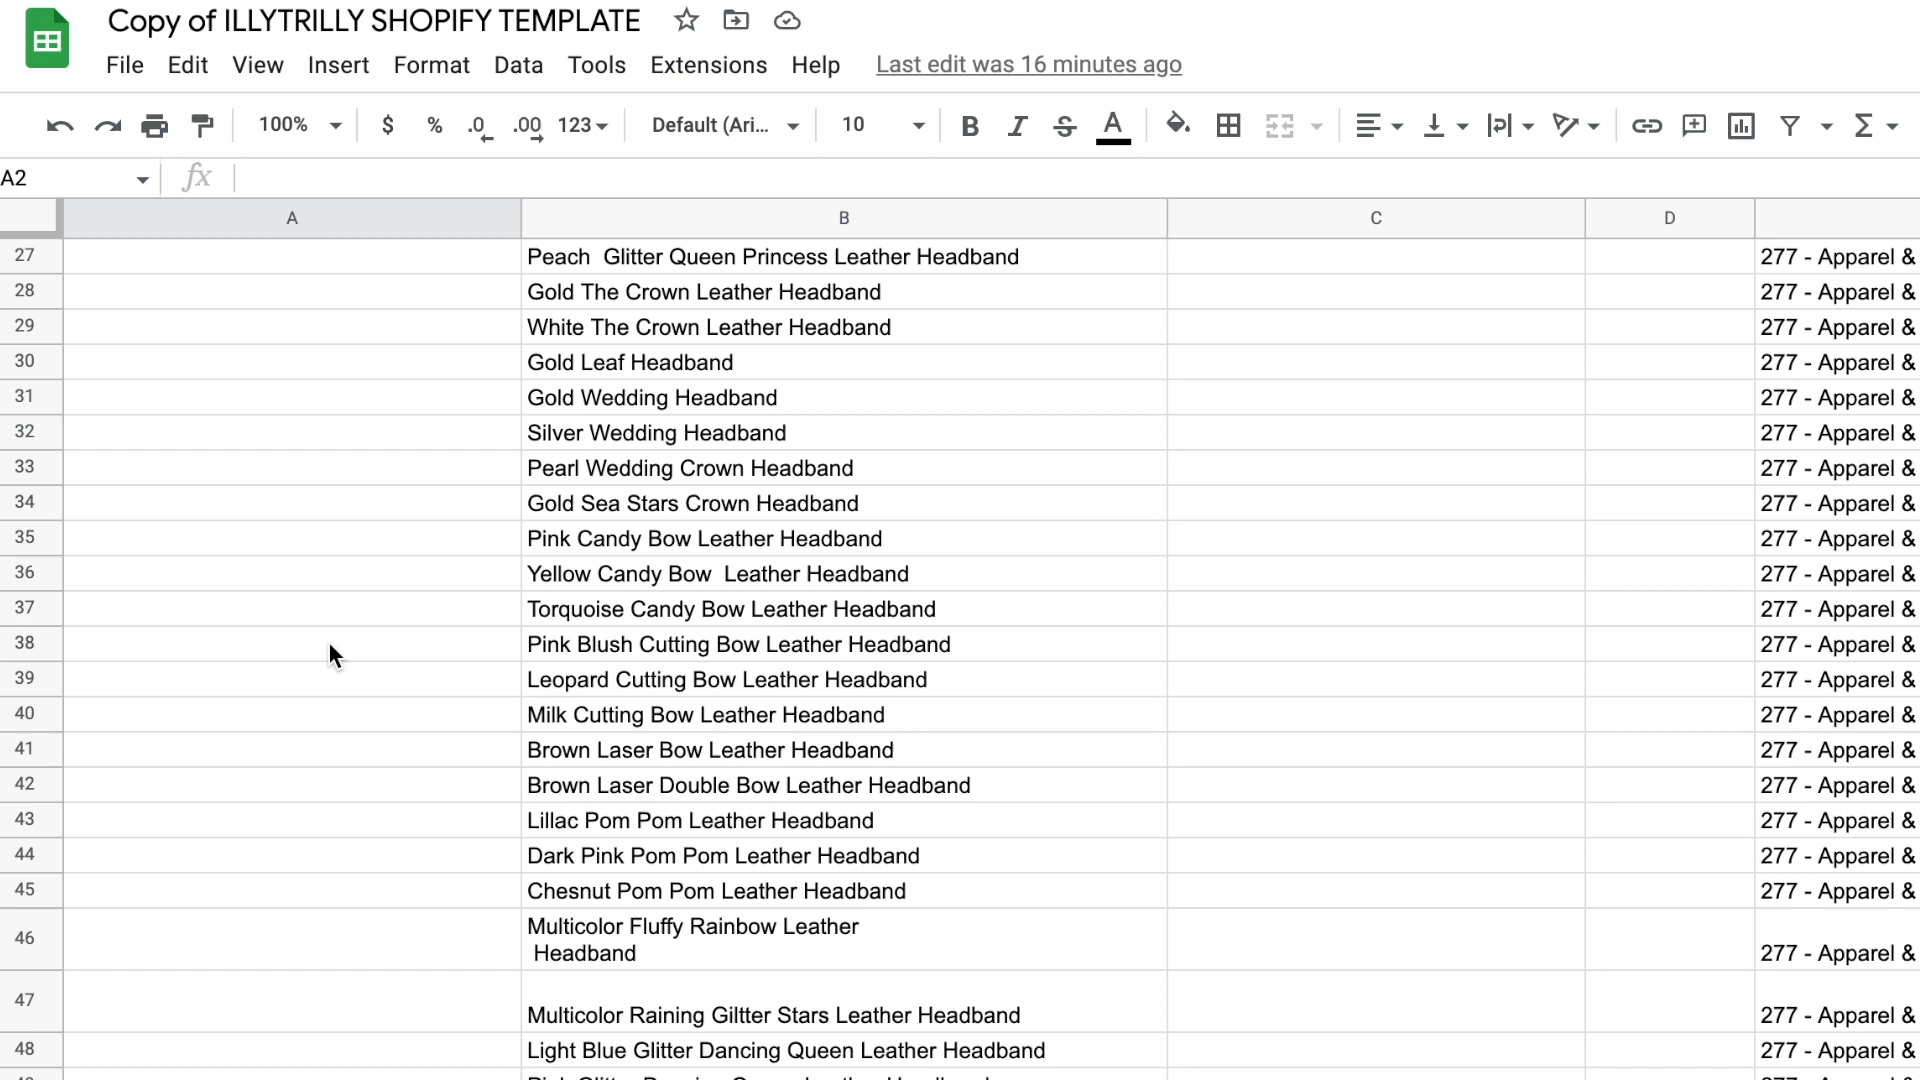 Copy of ILLYTRILLY SHOPIFY TEMPLATE
File Edit View Insert Format Data Tools Extensions Help Last edit was 16 minutes ago
100% $ % .0 .00 123 Default (Ari... 10 B I S A
A2 fx
A B C D
27 Peach  Glitter Queen Princess Leather Headband 277 - Apparel &
28 Gold The Crown Leather Headband 277 - Apparel &
29 White The Crown Leather Headband 277 - Apparel &
30 Gold Leaf Headband 277 - Apparel &
31 Gold Wedding Headband 277 - Apparel &
32 Silver Wedding Headband 277 - Apparel &
33 Pearl Wedding Crown Headband 277 - Apparel &
34 Gold Sea Stars Crown Headband 277 - Apparel &
35 Pink Candy Bow Leather Headband 277 - Apparel &
36 Yellow Candy Bow  Leather Headband 277 - Apparel &
37 Torquoise Candy Bow Leather Headband 277 - Apparel &
38 Pink Blush Cutting Bow Leather Headband 277 - Apparel &
39 Leopard Cutting Bow Leather Headband 277 - Apparel &
40 Milk Cutting Bow Leather Headband 277 - Apparel &
41 Brown Laser Bow Leather Headband 277 - Apparel &
42 Brown Laser Double Bow Leather Headband 277 - Apparel &
43 Lillac Pom Pom Leather Headband 277 - Apparel &
44 Dark Pink Pom Pom Leather Headband 277 - Apparel &
45 Chesnut Pom Pom Leather Headband 277 - Apparel &
46 Multicolor Fluffy Rainbow Leather
Headband 277 - Apparel &
47 Multicolor Raining Giltter Stars Leather Headband 277 - Apparel &
48 Light Blue Glitter Dancing Queen Leather Headband 277 - Apparel &